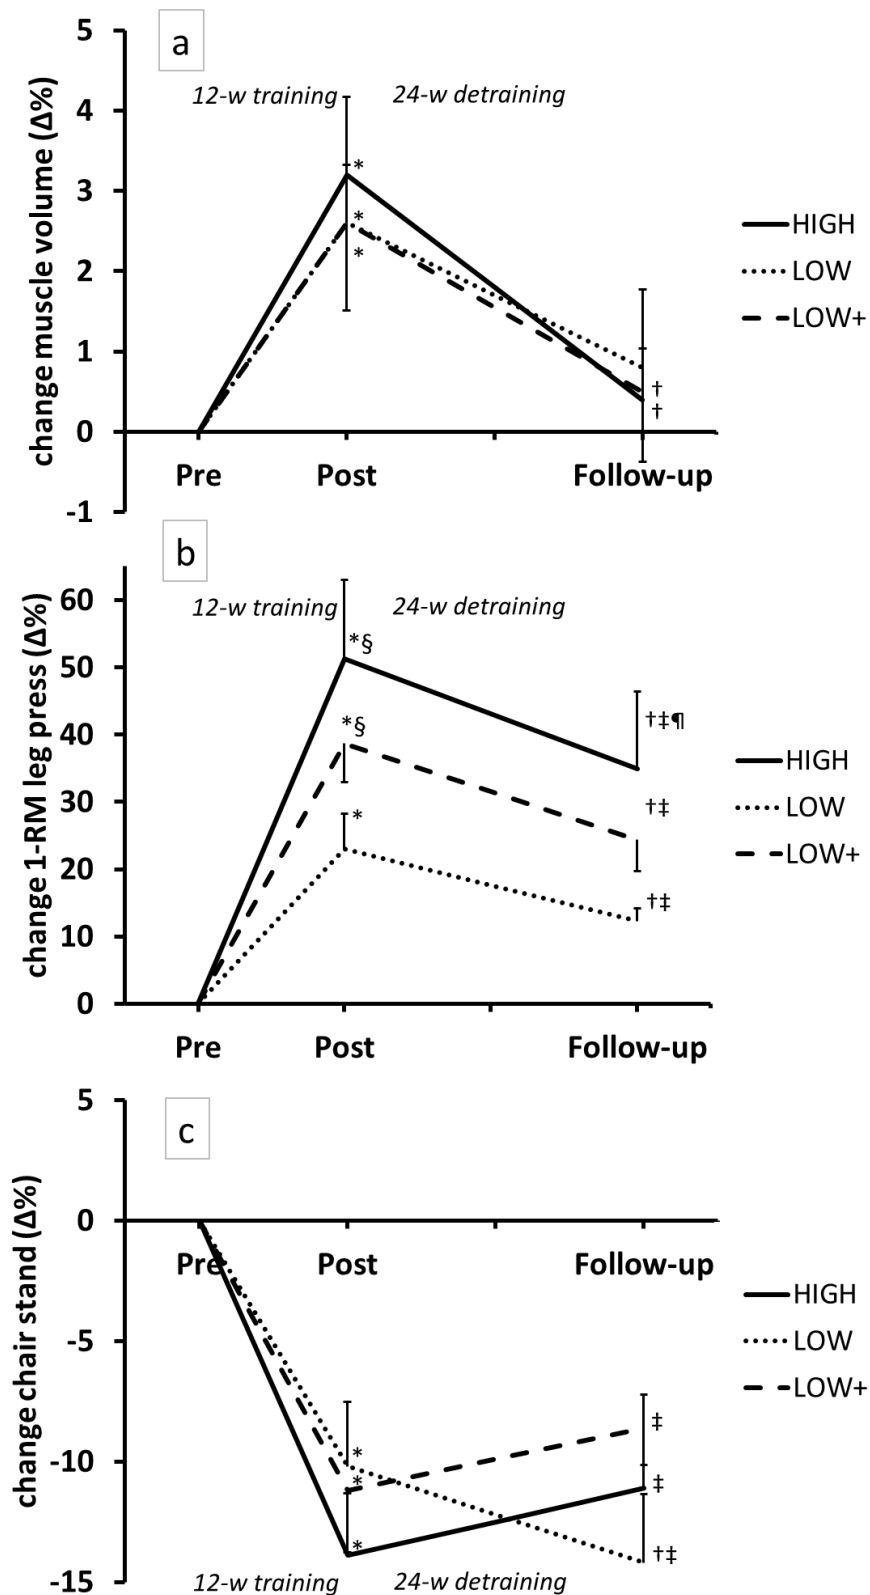 a
5
12-w training
24-w detraining
4
*
3
*
*
2
1
†
†
0
Pre
Post
Follow-up
-1
change muscle volume (Δ%)
HIGH
LOW
LOW+
b
12-w training
24-w detraining
60
*§
50
†‡¶
*§
40
†‡
30
*
20
†‡
10
0
Pre
Post
Follow-up
change 1-RM leg press (Δ%)
HIGH
LOW
LOW+
5
c
0
Pre
Post
Follow-up
-5
‡
*
-10
*
‡
*
†‡
-15
12-w training
24-w detraining
change chair stand (Δ%)
HIGH
LOW
LOW+